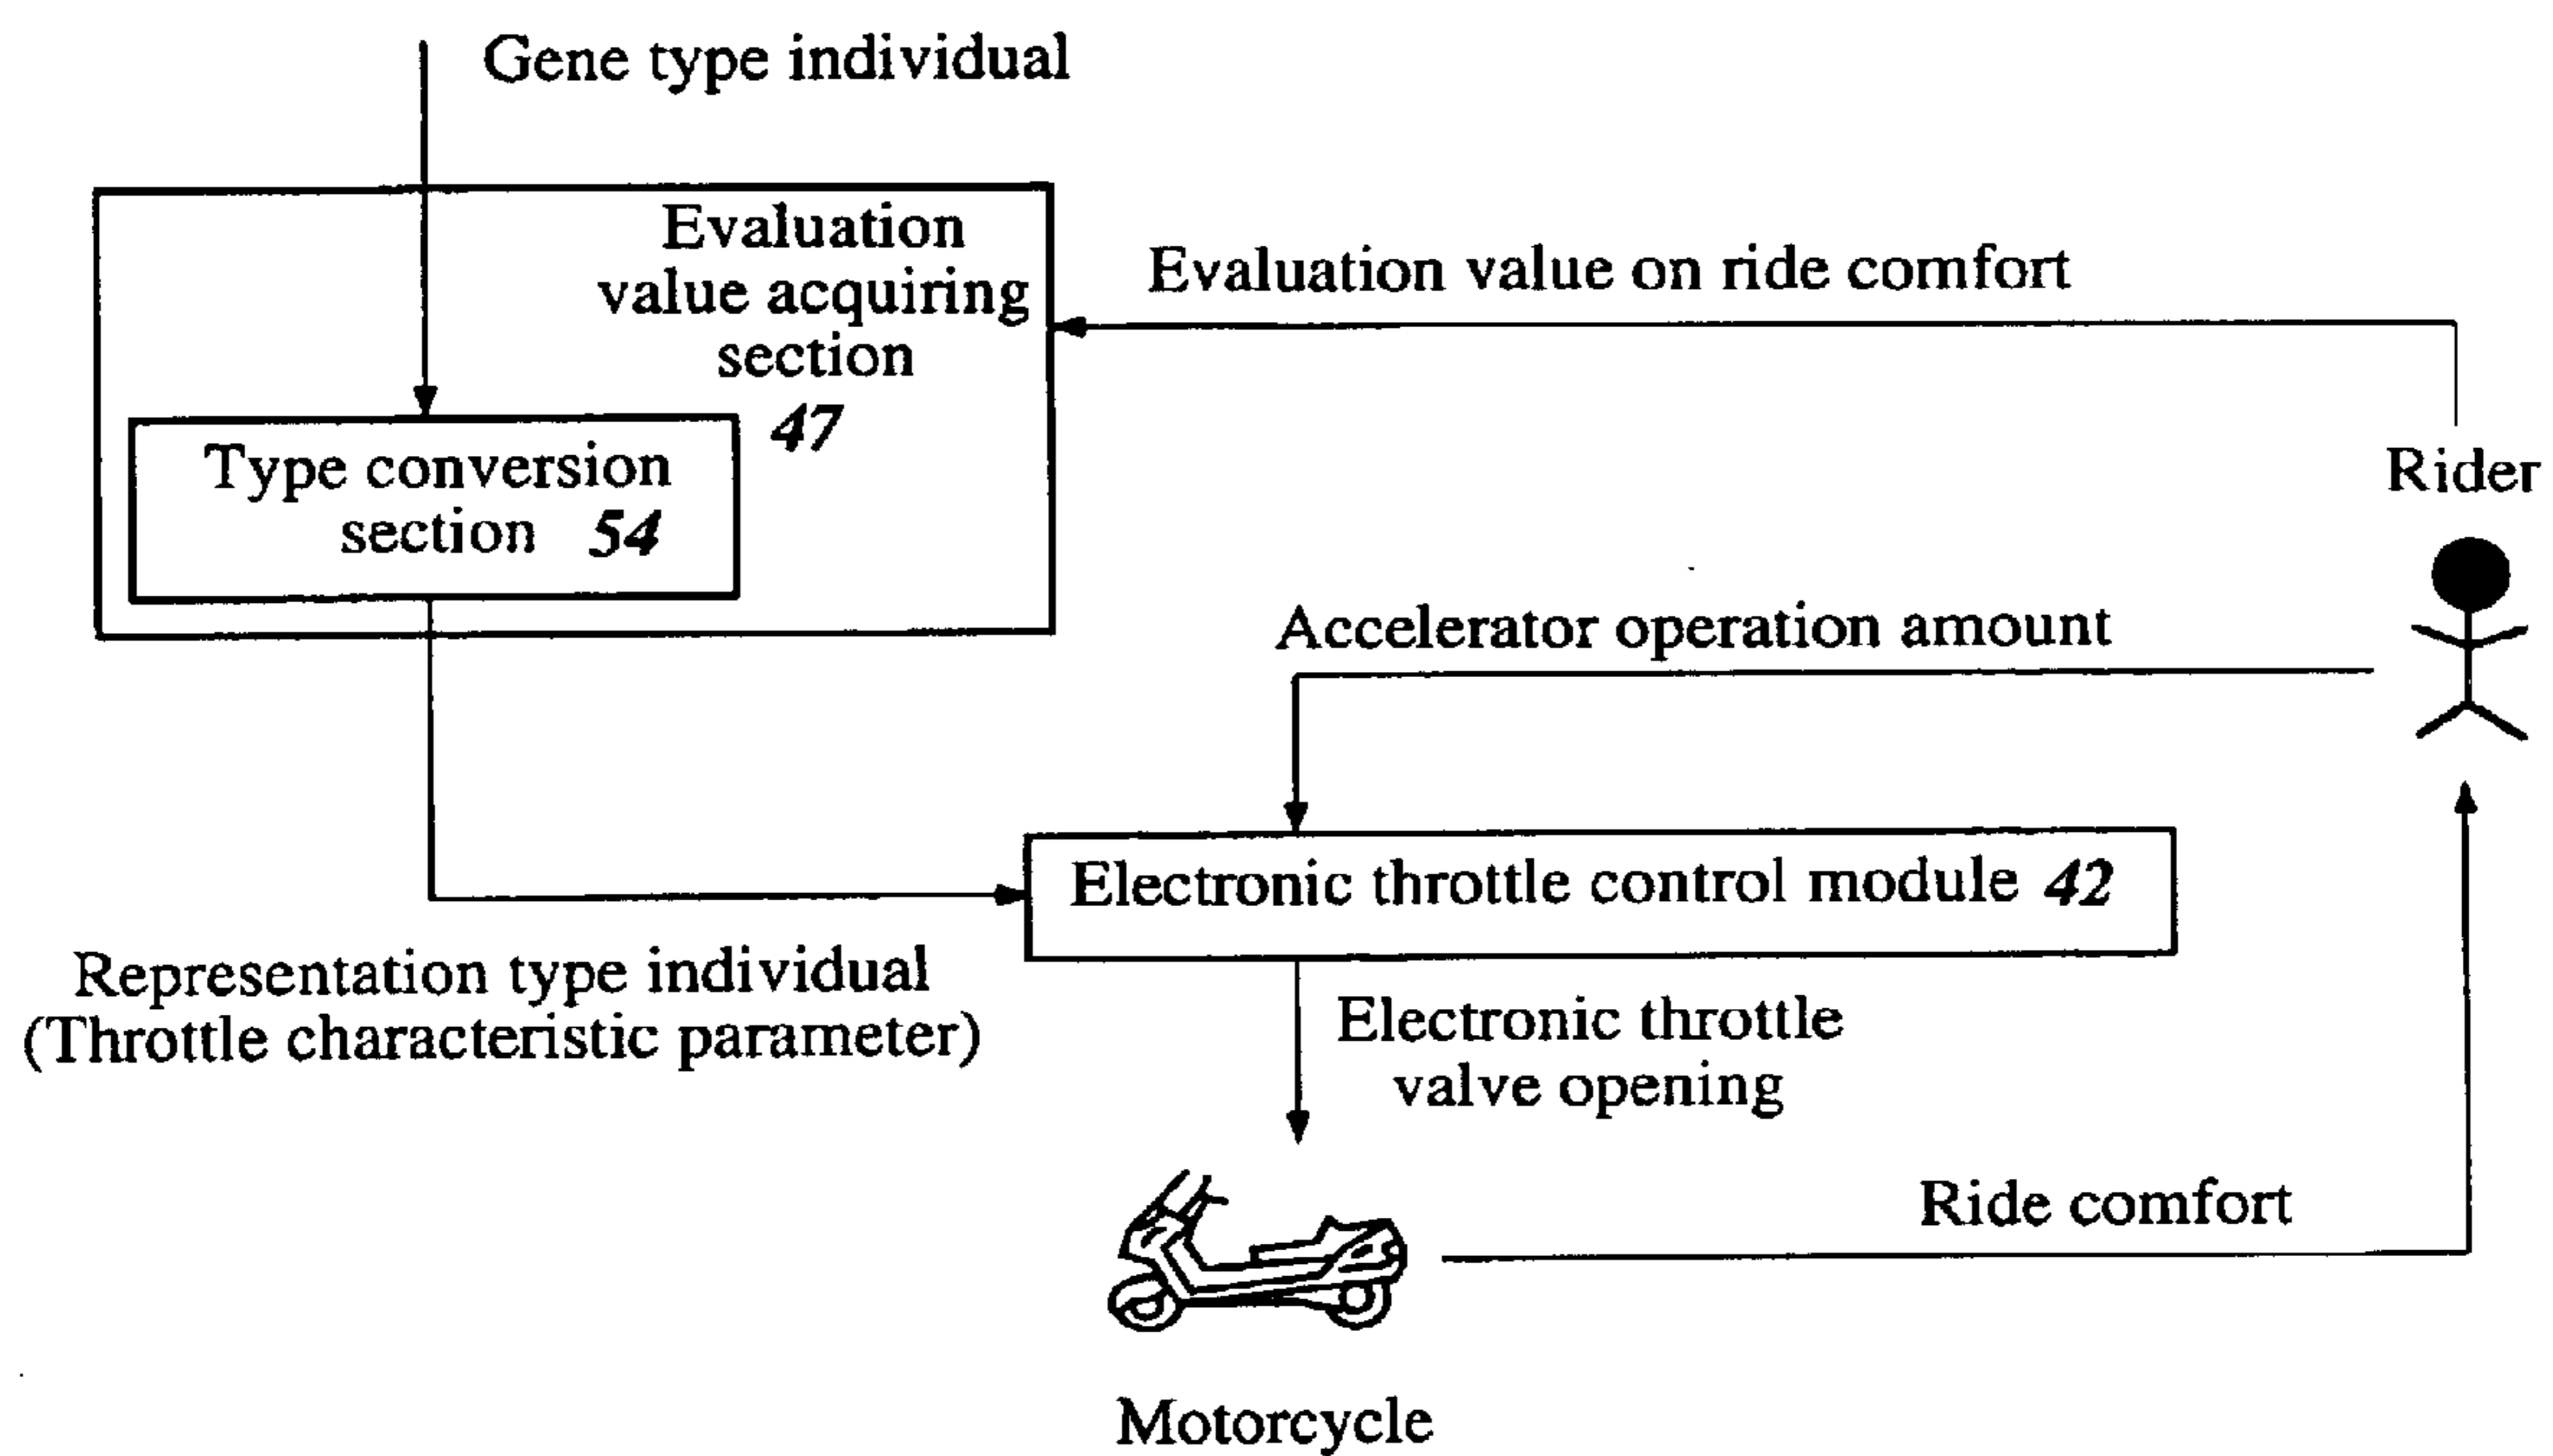 Gene type individual
Evaluation
value acquiring
section
47
Type conversion
section 54
Evaluation value on ride comfort
Rider
Accelerator operation amount
Electronic throttle control module 42
Representation type individual
(Throttle characteristic parameter)
Electronic throttle
valve opening
Ride comfort
Motorcycle